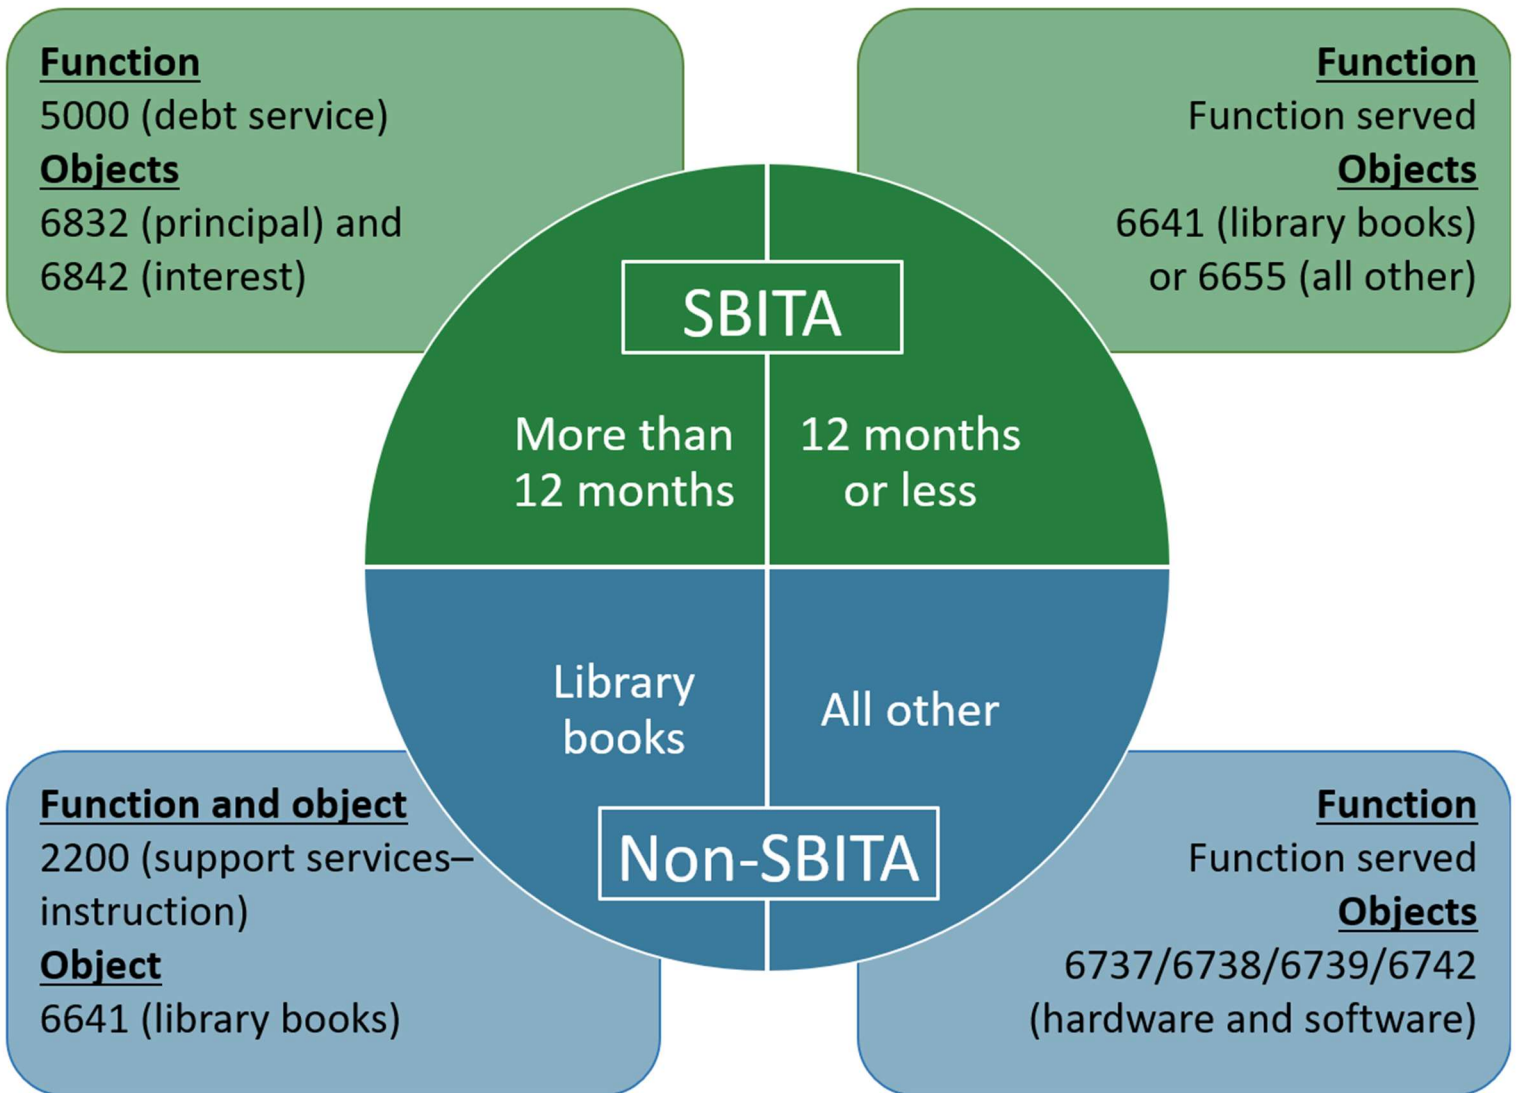 Function
5000 (debt service)
Objects
6832 (principal) and
6842 (interest)
Function
Function served
Objects
6641 (library books)
or 6655 (all other)
SBITA
More than
12 months
12 months
or less
Library
books
All other
Non-SBITA
Function and object
2200 (support services–
instruction)
Object
6641 (library books)
Function
Function served
Objects
6737/6738/6739/6742
(hardware and software)